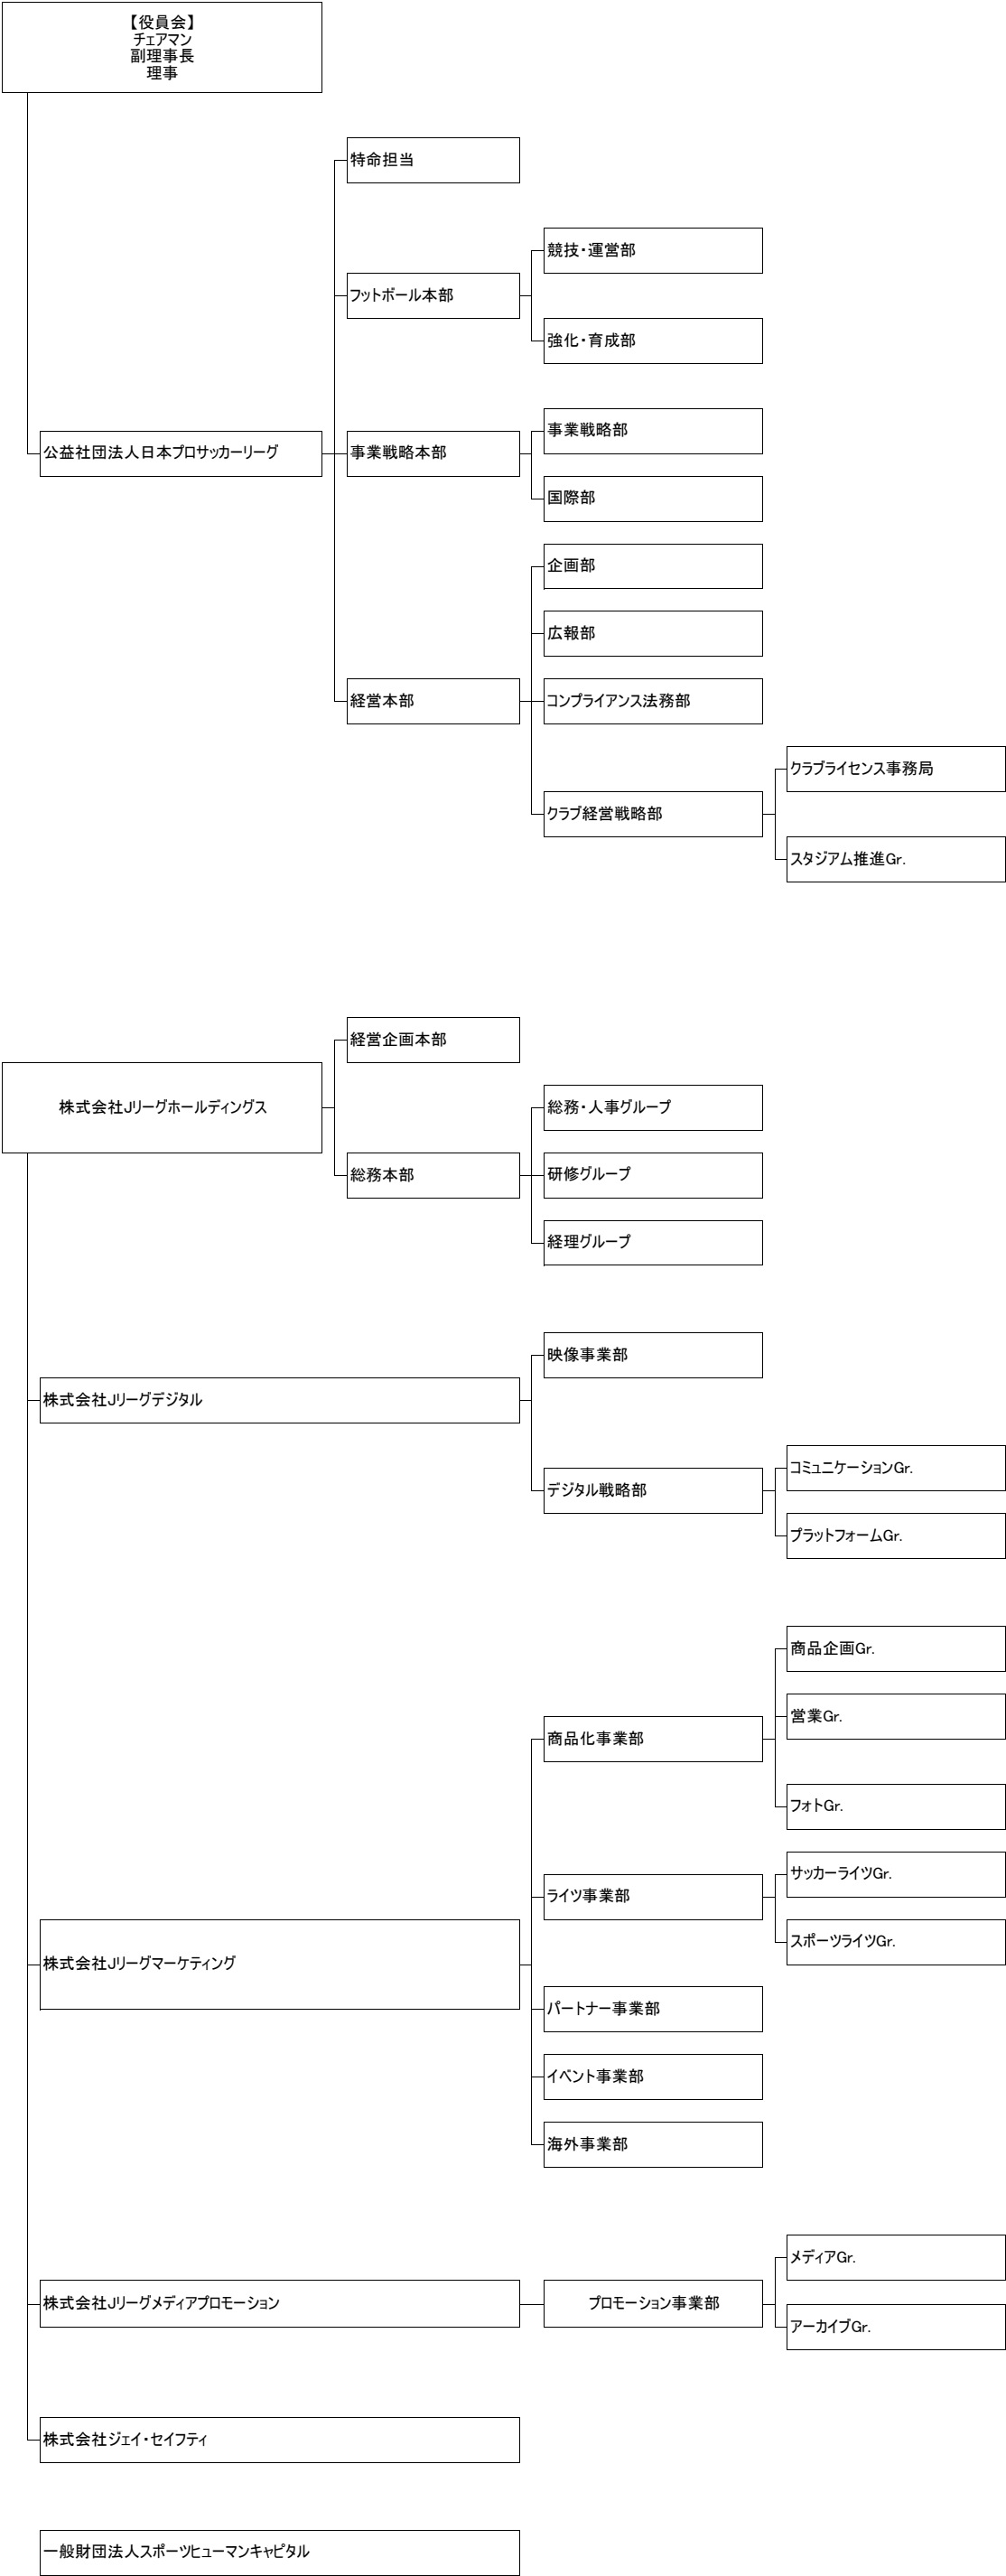 【役員会】
チェアマン
副理事長
理事
特命担当
競技・運営部
フットボール本部
強化・育成部
事業戦略部
公益社団法人日本プロサッカーリーグ
事業戦略本部
国際部
企画部
広報部
経営本部
コンプライアンス法務部
クラブライセンス事務局
クラブ経営戦略部
スタジアム推進Gr.
経営企画本部
株式会社Jリーグホールディングス
総務・人事グループ
総務本部
研修グループ
経理グループ
映像事業部
株式会社Jリーグデジタル
コミュニケーションGr.
デジタル戦略部
プラットフォームGr.
商品企画Gr.
営業Gr.
商品化事業部
フォトGr.
サッカーライツGr.
ライツ事業部
スポーツライツGr.
株式会社Jリーグマーケティング
パートナー事業部
イベント事業部
海外事業部
メディアGr.
株式会社Jリーグメディアプロモーション
プロモーション事業部
アーカイブGr.
株式会社ジェイ・セイフティ
一般財団法人スポーツヒューマンキャピタル